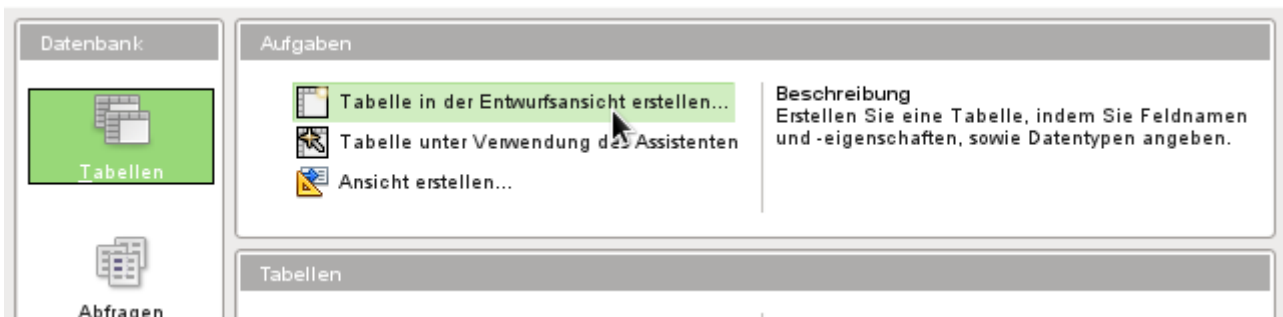 Datenbank
Tabellen
Abfragen
Aufgaben
Tabelle in der Entwurfsansicht erstellen...
Tabelle unter Verwendung des Assistenten
Ansicht erstellen...
Beschreibung
Erstellen Sie eine Tabelle, indem Sie Feldnamen
und -eigenschaften, sowie Datentypen angeben.
Tabellen